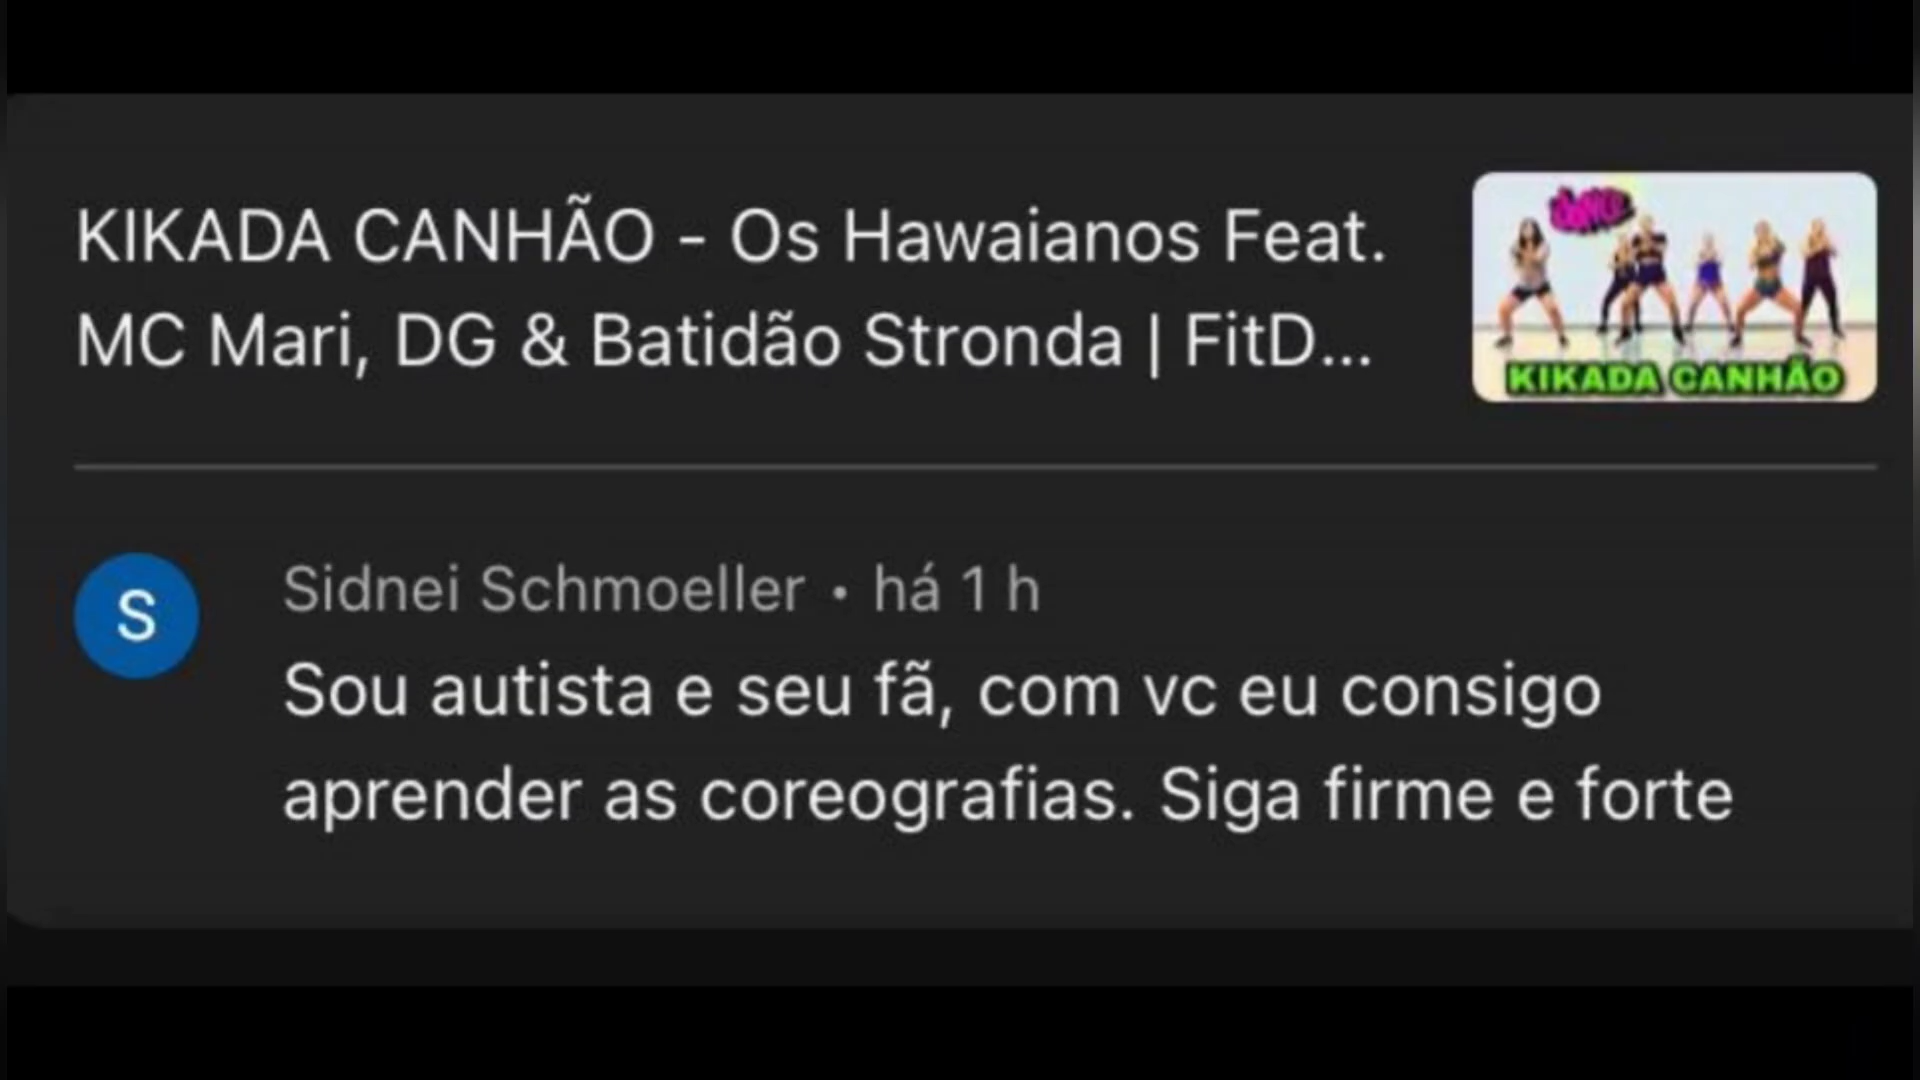 KIKADA CANHÃO - Os Hawaianos Feat.
MC Mari, DG & Batidão Stronda | FitD...
DANCE
KIKADA CANHÃO
S
Sidnei Schmoeller • há 1 h
Sou autista e seu fã, com vc eu consigo
aprender as coreografias. Siga firme e forte